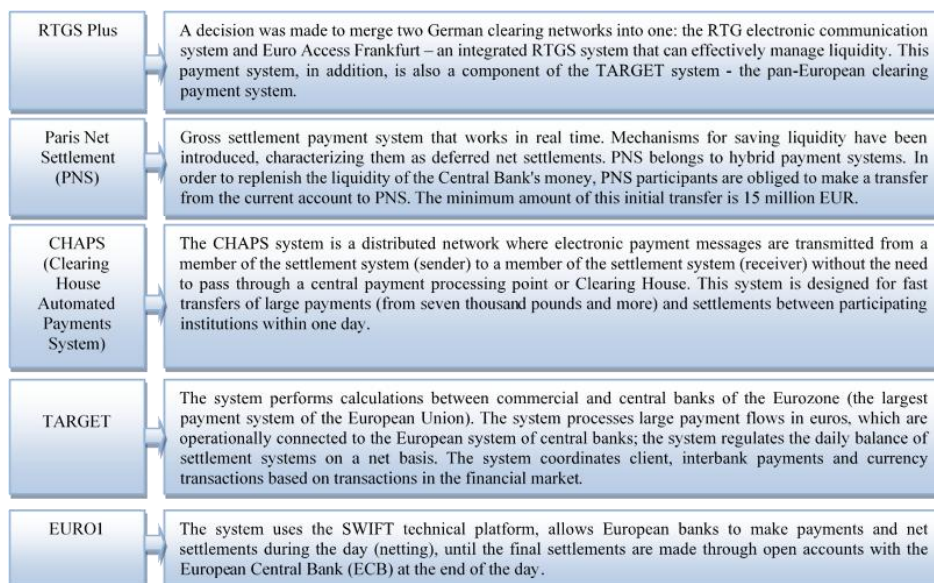 RTGS Plus
A decision was made to merge two German clearing networks into one: the RTG electronic communication
system and Euro Access Frankfurt – an integrated RTGS system that can effectively manage liquidity. This
payment system, in addition, is also a component of the TARGET system - the pan-European clearing
payment system.
Paris Net
Settlement
(PNS)
Gross settlement payment system that works in real time. Mechanisms for saving liquidity have been
introduced, characterizing them as deferred net settlements. PNS belongs to hybrid payment systems. In
order to replenish the liquidity of the Central Bank's money, PNS participants are obliged to make a transfer
from the current account to PNS. The minimum amount of this initial transfer is 15 million EUR.
CHAPS
(Clearing
House
Automated
Payments
System)
The CHAPS system is a distributed network where electronic payment messages are transmitted from a
member of the settlement system (sender) to a member of the settlement system (receiver) without the need
to pass through a central payment processing point or Clearing House. This system is designed for fast
transfers of large payments (from seven thousand pounds and more) and settlements between participating
institutions within one day.
TARGET
The system performs calculations between commercial and central banks of the Eurozone (the largest
payment system of the European Union). The system processes large payment flows in euros, which are
operationally connected to the European system of central banks; the system regulates the daily balance of
settlement systems on a net basis. The system coordinates client, interbank payments and currency
transactions based on transactions in the financial market.
EURO1
The system uses the SWIFT technical platform, allows European banks to make payments and net
settlements during the day (netting), until the final settlements are made through open accounts with the
European Central Bank (ECB) at the end of the day.